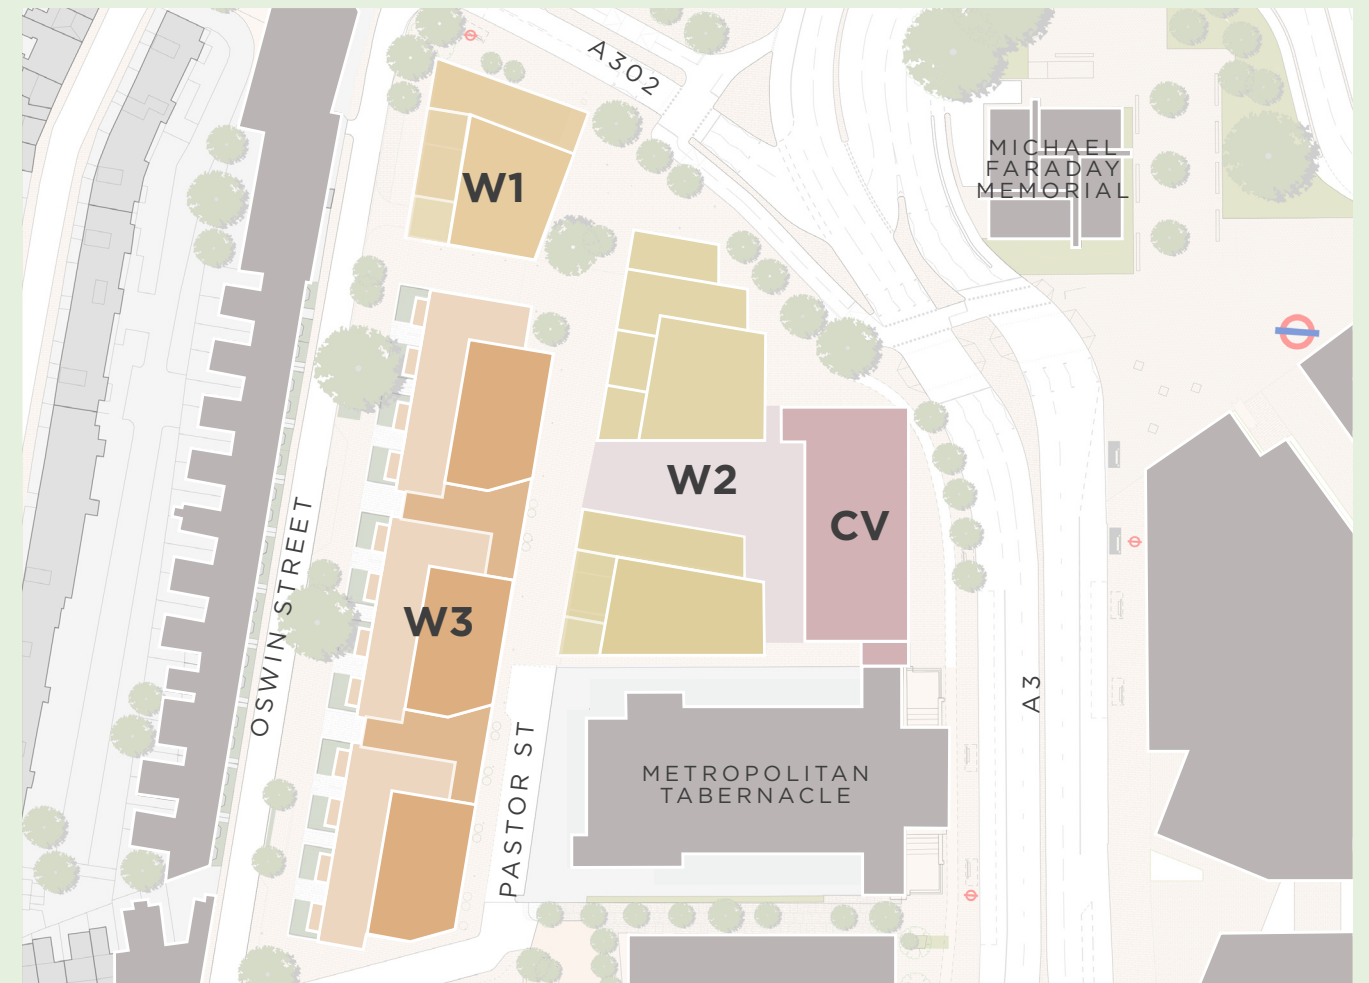 A302
MICHAEL
FARADAY
MEMORIAL
W1
W2
CV
W3
OSWIN STREET
PASTOR ST
A3
METROPOLITAN
TABERNACLE